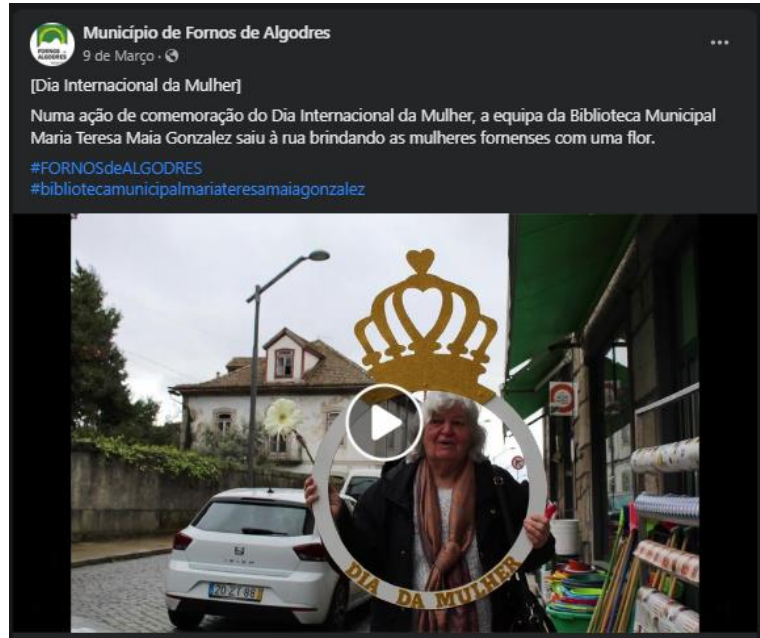 Município de Fornos de Algodres
9 de Março
[Dia Internacional da Mulher]
Numa ação de comemoração do Dia Internacional da Mulher, a equipa da Biblioteca Municipal
Maria Teresa Maia Gonzalez saiu à rua brindando as mulheres fornenses com uma flor.
#FORNOSdeALGODRES
#bibliotecamunicipalmariateresamaiagonzalez
FORNOS
ALGODRES
DIA DA MULHER